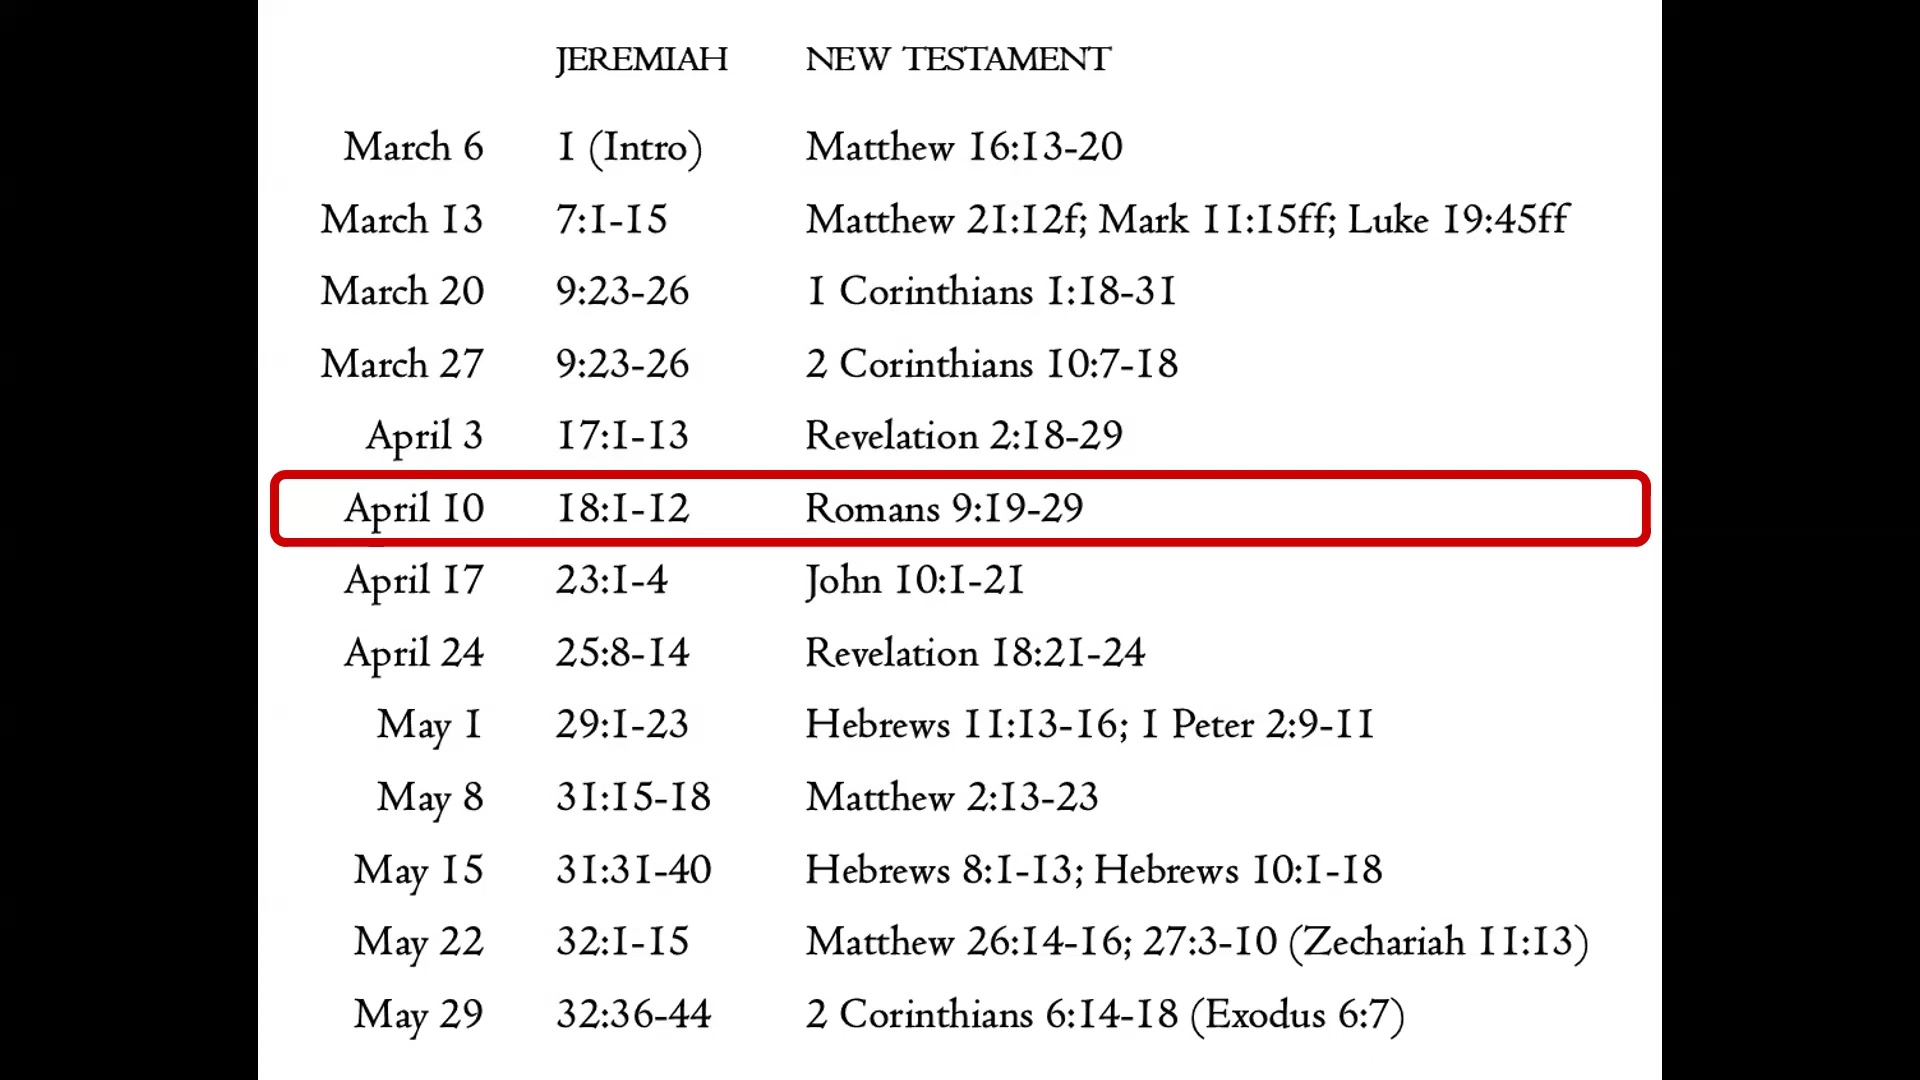 JEREMIAH NEW TESTAMENT
March 6 1 (Intro) Matthew 16:13-20
March 13 7:1-15 Matthew 21:12f; Mark 11:15ff; Luke 19:45ff
March 20 9:23-26 1 Corinthians 1:18-31
March 27 9:23-26 2 Corinthians 10:7-18
April 3 17:1-13 Revelation 2:18-29
April 10 18:1-12 Romans 9:19-29
April 17 23:1-4 John 10:1-21
April 24 25:8-14 Revelation 18:21-24
May 1 29:1-23 Hebrews 11:13-16; 1 Peter 2:9-11
May 8 31:15-18 Matthew 2:13-23
May 15 31:31-40 Hebrews 8:1-13; Hebrews 10:1-18
May 22 32:1-15 Matthew 26:14-16; 27:3-10 (Zechariah 11:13)
May 29 32:36-44 2 Corinthians 6:14-18 (Exodus 6:7)